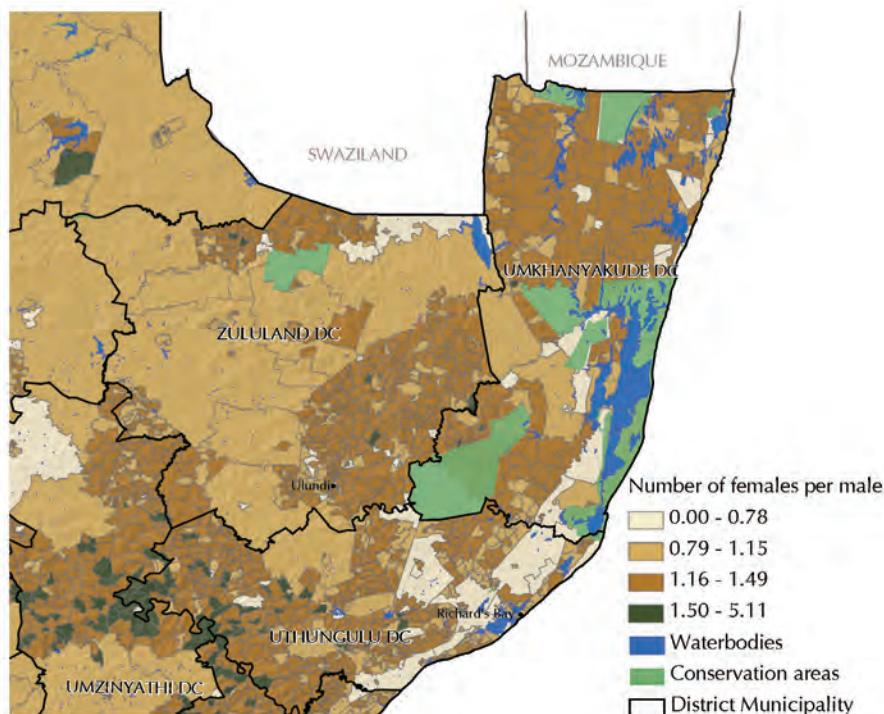 MOZAMBIQUE
SWAZILAND
UMKHANYAKUDE DC
ZULULAND DC
Ulundi
Richard's Bay
UTHUNGULU DC
UMZINYATHI DC
Number of females per male
0.00 - 0.78
0.79 - 1.15
1.16 - 1.49
1.50 - 5.11
Waterbodies
Conservation areas
District Municipality